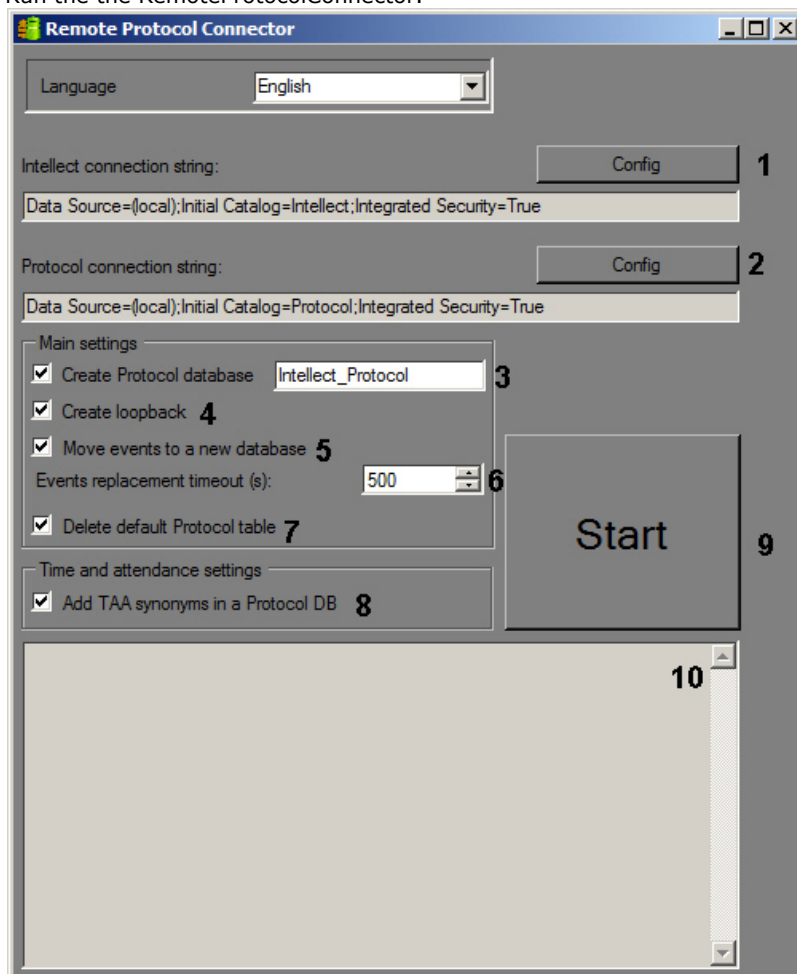 Run the the RemoteProtocolConnector.
Remote Protocol Connector
Language English
Intellect connection string: Config 1
Data Source=(local);Initial Catalog=Intellect;Integrated Security=True
Protocol connection string: Config 2
Data Source=(local);Initial Catalog=Protocol;Integrated Security=True
Main settings
Create Protocol database Intellect_Protocol 3
Create loopback 4
Move events to a new database 5
Events replacement timeout (s): 500 6
Delete default Protocol table 7
Start 9
Time and attendance settings
Add TAA synonyms in a Protocol DB 8
10